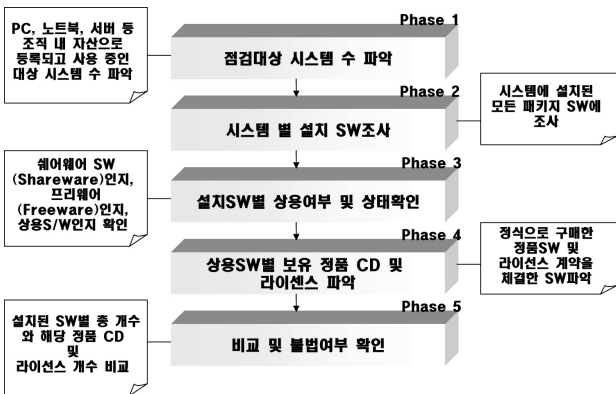 PC, 노트북, 서버 등
조직 내 자산으로
등록되고 사용 중인
대상 시스템 수 파악
Phase 1
점검대상 시스템 수 파악
Phase 2
시스템 별 설치 SW조사
시스템에 설치된
모든 패키지 SW에
조사
Phase 3
설치SW별 상용여부 및 상태확인
쉐어웨어 SW
(Shareware)인지,
프리웨어
(Freeware)인지,
상용S/W인지 확인
Phase 4
상용SW별 보유 정품 CD 및
라이센스 파악
정식으로 구매한
정품SW 및
라이선스 계약을
체결한 SW파악
Phase 5
비교 및 불법여부 확인
설치된 SW별 총 개수
와 해당 정품 CD
및
라이선스 개수 비교